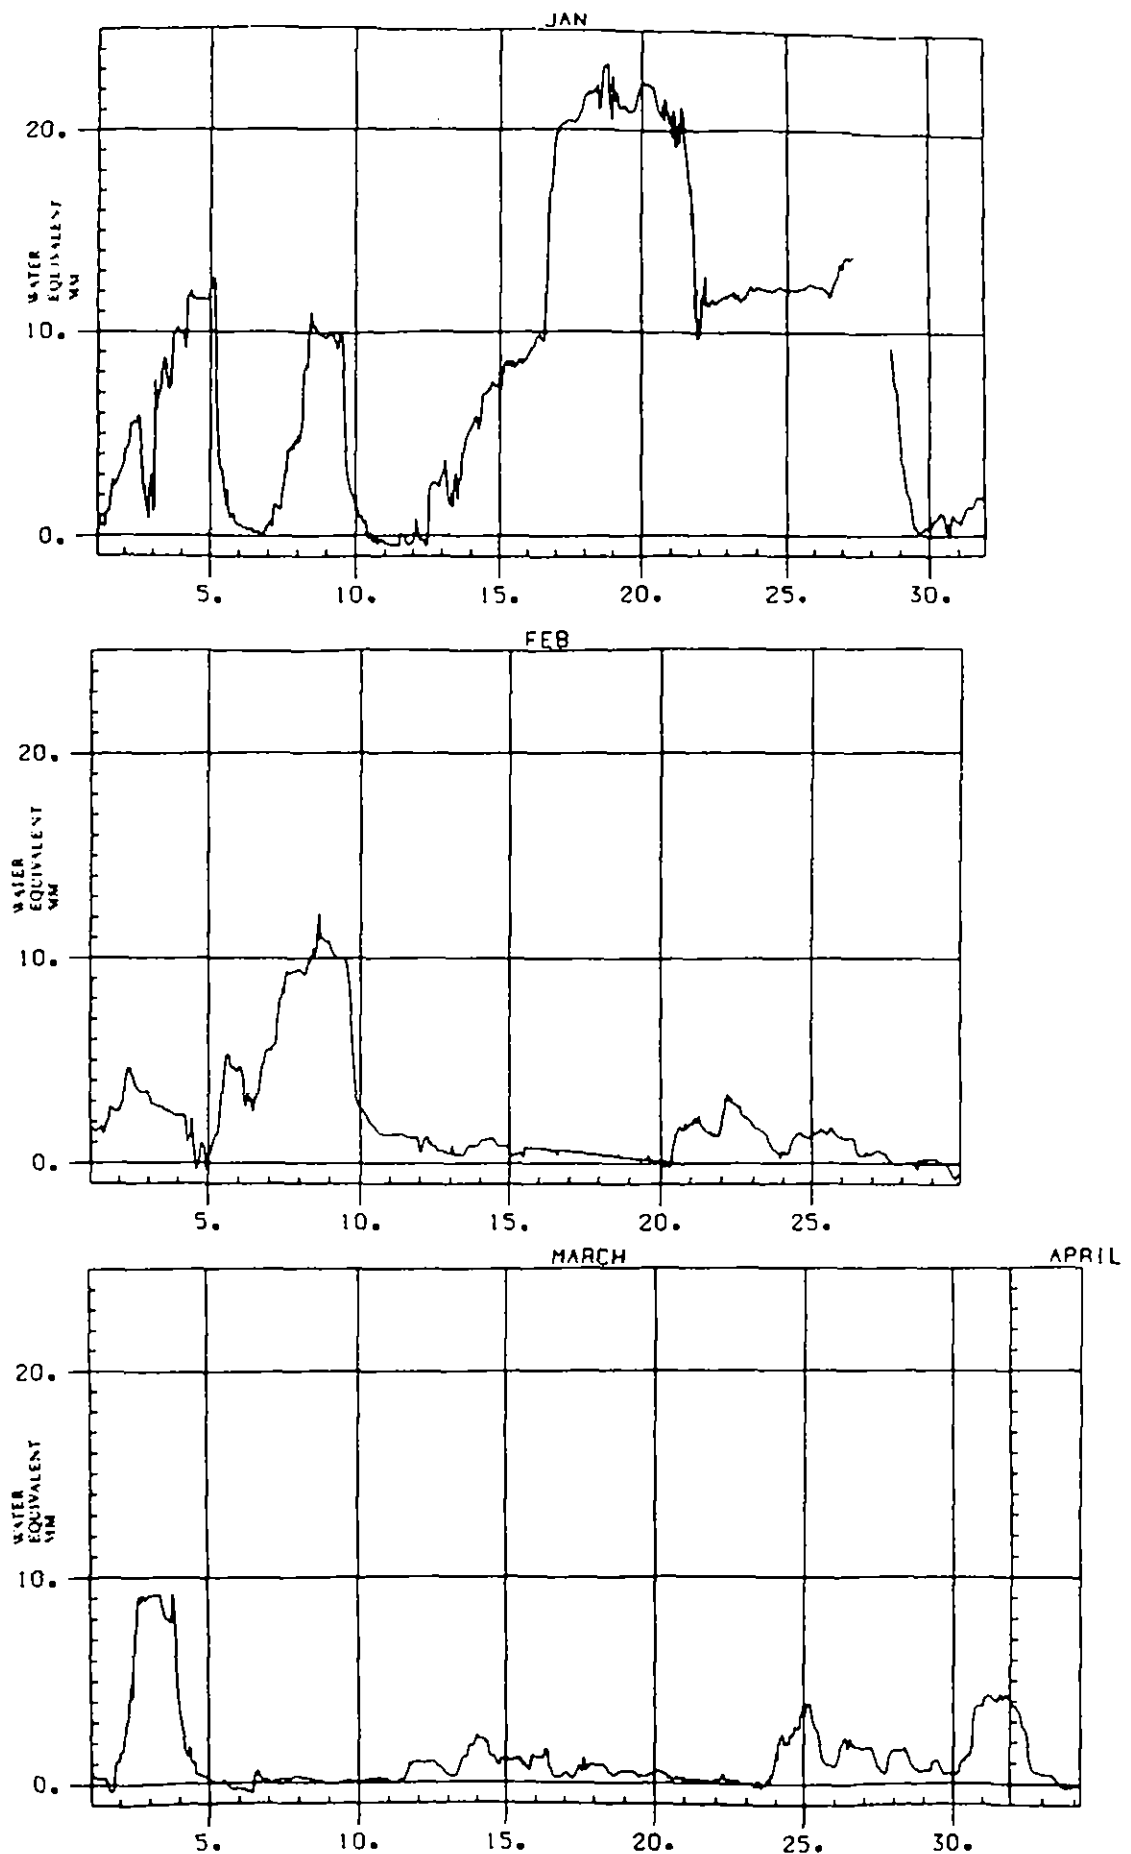 JAN
20.
10.
0.
WATER
EQUIVALENT
MM
5. 10. 15. 20. 25. 30.
FEB
20.
10.
0.
WATER
EQUIVALENT
MM
5. 10. 15. 20. 25.
MARCH APRIL
20.
10.
0.
WATER
EQUIVALENT
MM
5. 10. 15. 20. 25. 30.